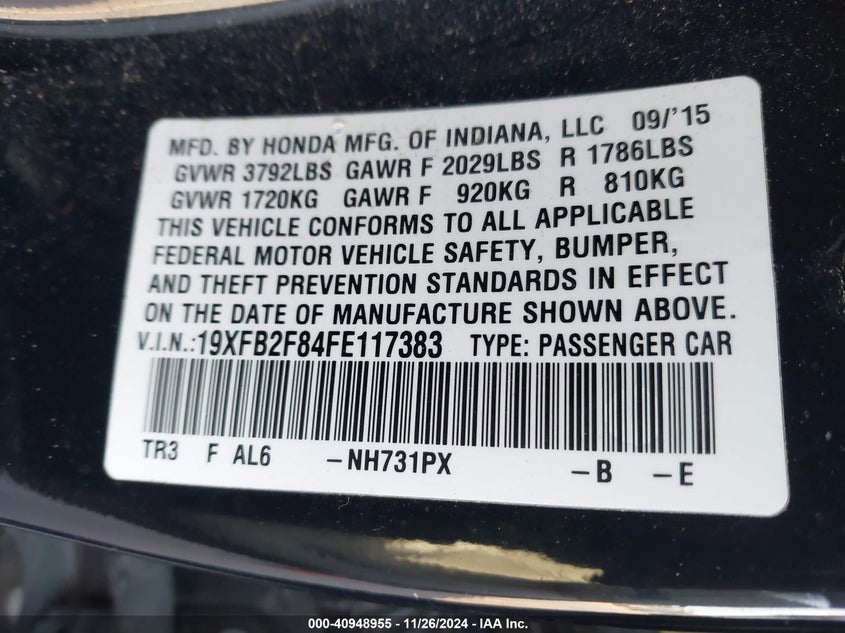 MFD. BY HONDA MFG. OF INDIANA, LLC 09/'15
GVWR 3792LBS GAWR F 2029LBS R 1786LBS
GVWR 1720KG GAWR F 920KG R 810KG
THIS VEHICLE CONFORMS TO ALL APPLICABLE
FEDERAL MOTOR VEHICLE SAFETY, BUMPER,
AND THEFT PREVENTION STANDARDS IN EFFECT
ON THE DATE OF MANUFACTURE SHOWN ABOVE.
V.I.N.:19XFB2F84FE117383 TYPE: PASSENGER CAR
TR3 F AL6 -NH731PX -B -E
000-40948955 - 11/26/2024 - IAA Inc.